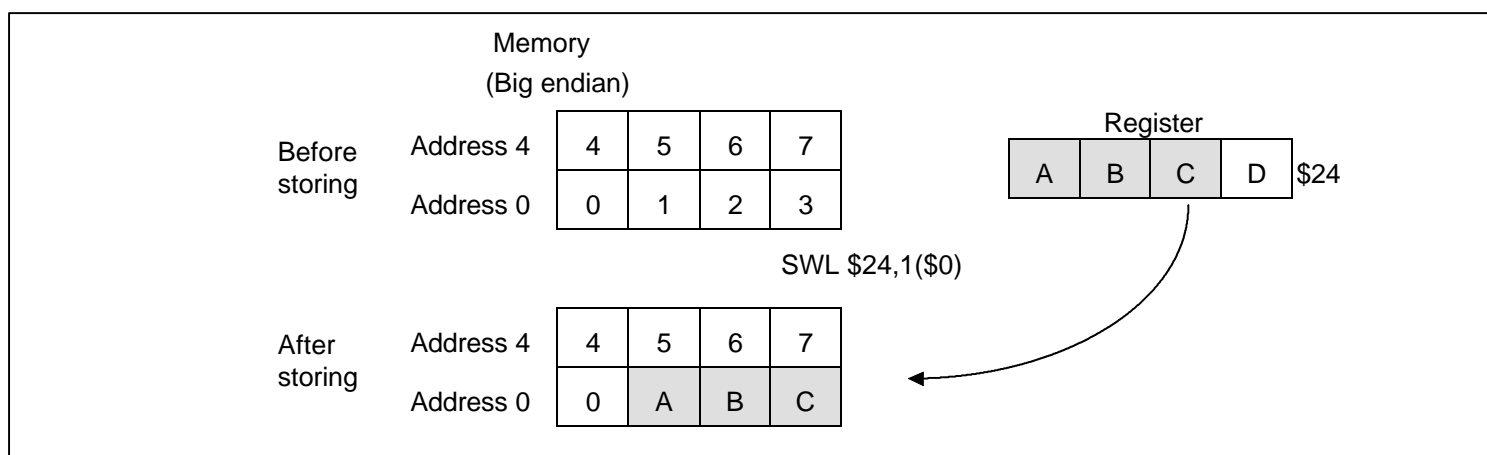 Memory
(Big endian)
Before
storing
Address 4 4 5 6 7
Address 0 0 1 2 3
Register
A B C D $24
SWL $24,1($0)
After
storing
Address 4 4 5 6 7
Address 0 0 A B C